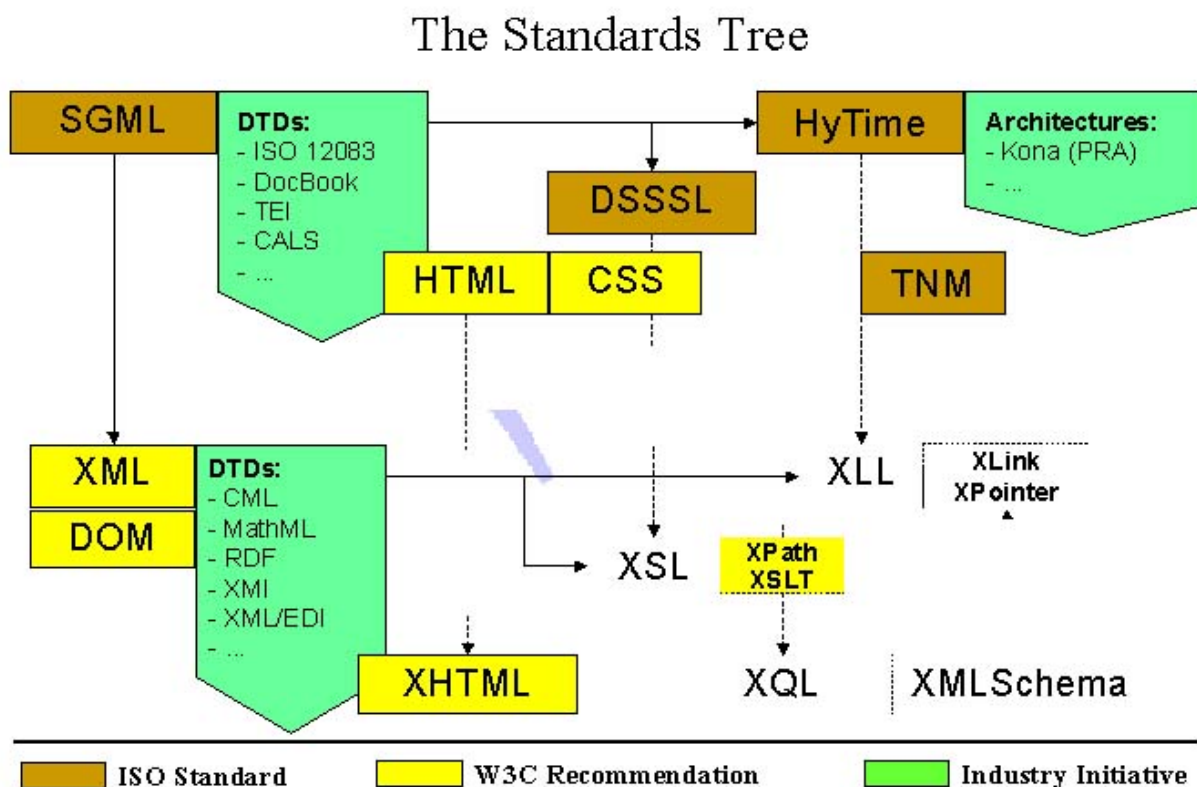 The Standards Tree
SGML
DTDs:
- ISO 12083
- DocBook
- TEI
- CALS
- ...
HyTime
Architectures:
- Kona (PRA)
- ...
DSSSL
HTML
CSS
TNM
XML
DOM
DTDs:
- CML
- MathML
- RDF
- XMI
- XML/EDI
- ...
XLL
XLink
XPointer
XSL
XPath
XSLT
XHTML
XQL
XMLSchema
ISO Standard
W3C Recommendation
Industry Initiative